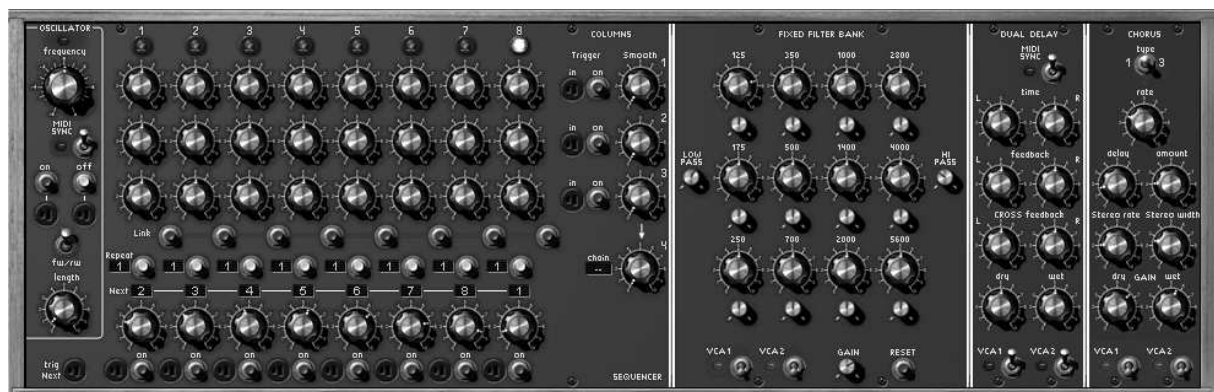 OSCILLATOR
frequency
MIDI SYNC
on off
fw/rw
length
trig Next
1 2 3 4 5 6 7 8
Link
Repeat 1 1 1 1 1 1 1 1
Next 2 3 4 5 6 7 8 1
on on on on on on on on
COLUMNS
Trigger Smooth
in on 1
in on 2
in on 3
chain -- 4
SEQUENCER
FIXED FILTER BANK
125 350 1000 2800
LOW PASS 175 500 1400 4000 HI PASS
250 700 2000 5600
VCA1 VCA2 GAIN RESET
DUAL DELAY
MIDI SYNC
time
L R
feedback
L R
CROSS feedback
L R
dry wet
VCA1 VCA2
CHORUS
type
1 3
rate
delay amount
Stereo rate Stereo width
dry GAIN wet
VCA1 VCA2